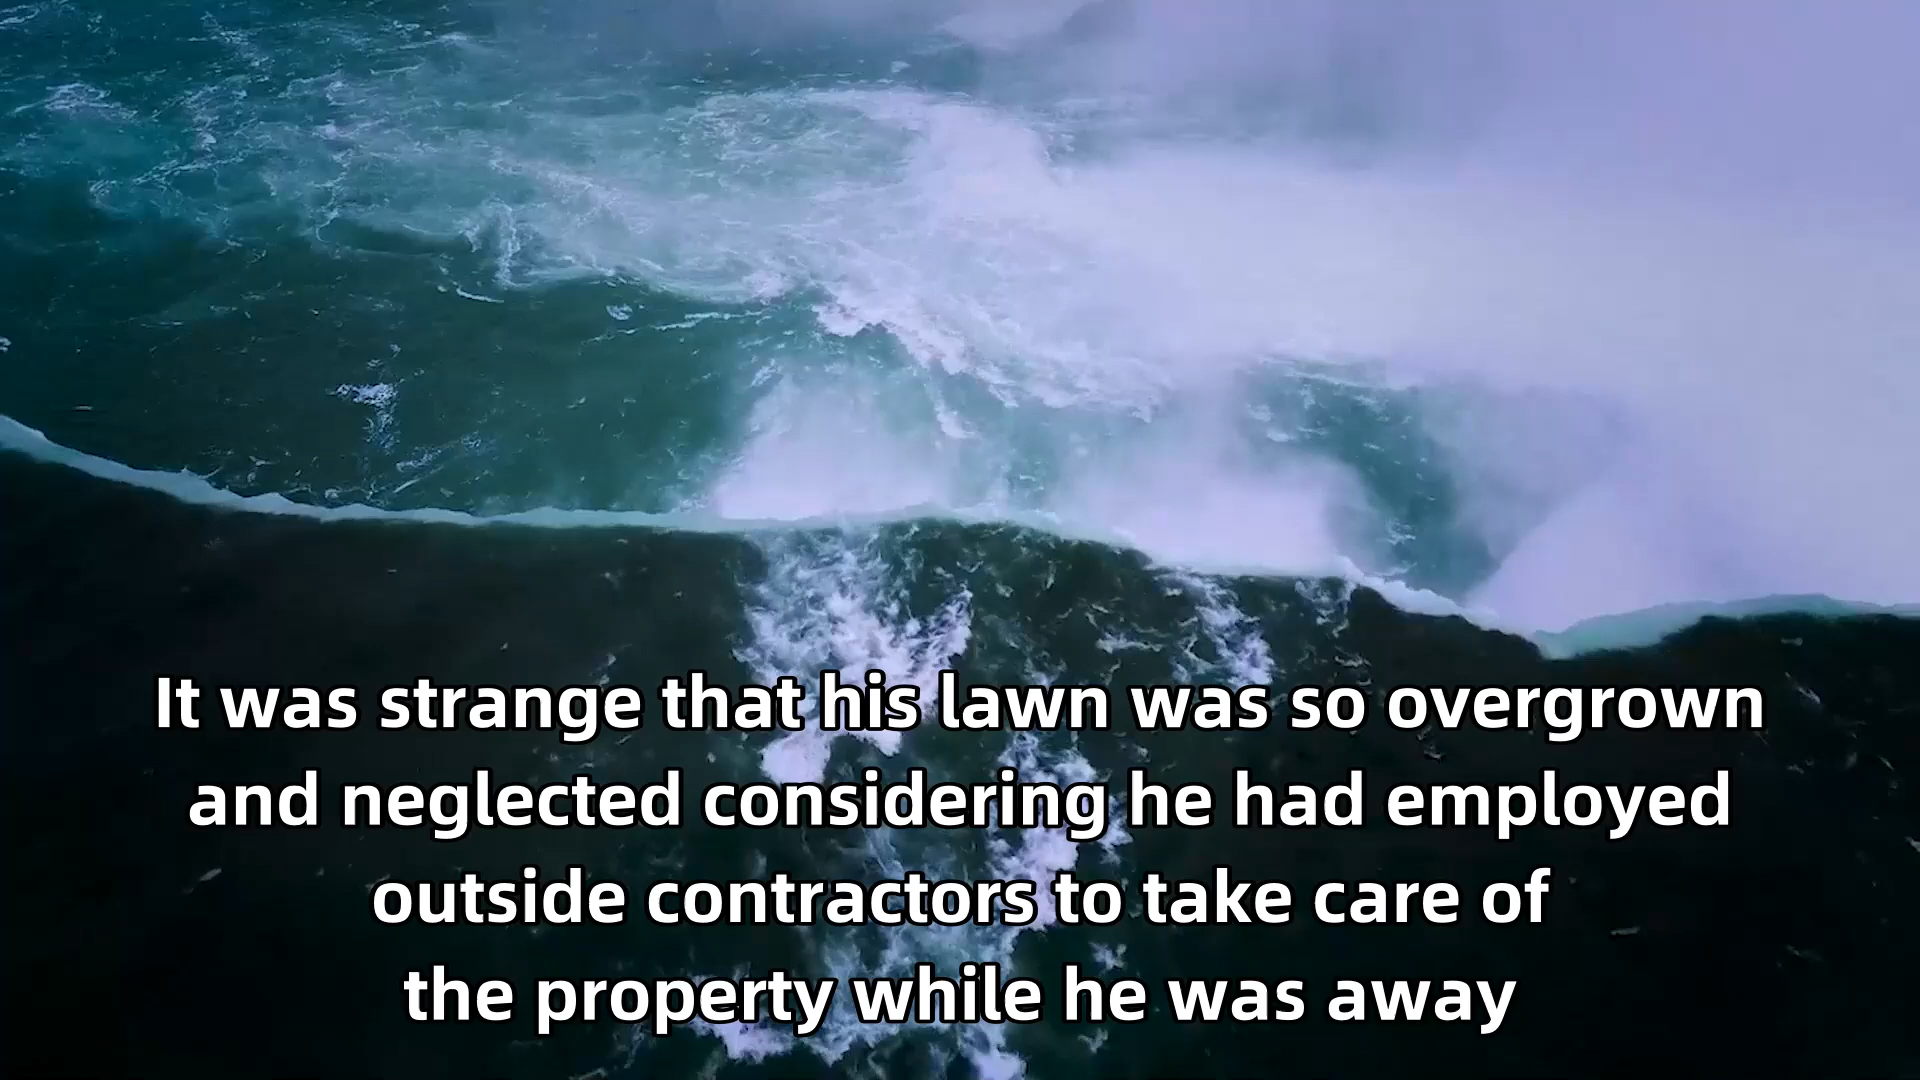 It was strange that his lawn was so overgrown
and neglected considering he had employed
outside contractors to take care of
the property while he was away